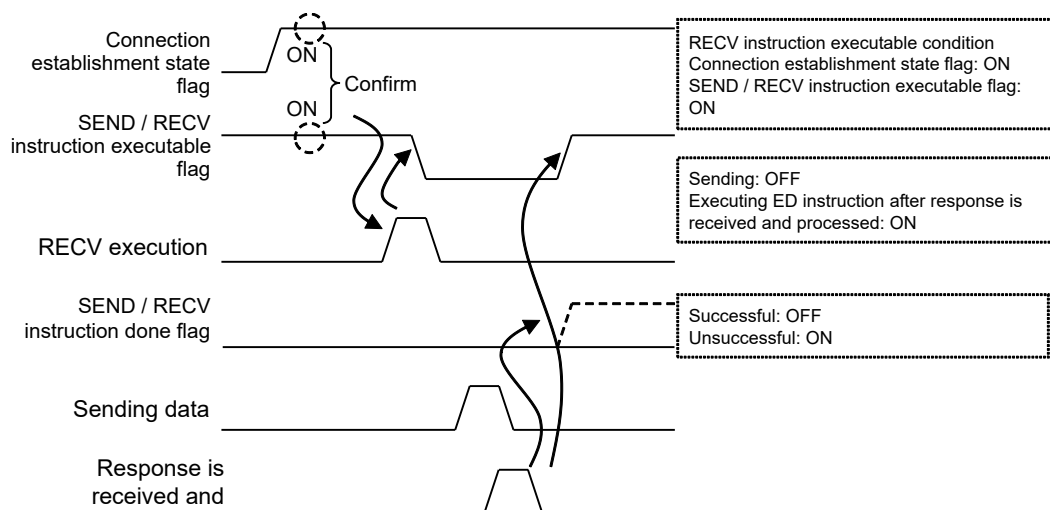 Connection
establishment state
flag
ON
ON
Confirm
SEND / RECV
instruction executable
flag
RECV execution
SEND / RECV
instruction done flag
Sending data
Response is
received and
RECV instruction executable condition
Connection establishment state flag: ON
SEND / RECV instruction executable flag:
ON
Sending: OFF
Executing ED instruction after response is
received and processed: ON
Successful: OFF
Unsuccessful: ON